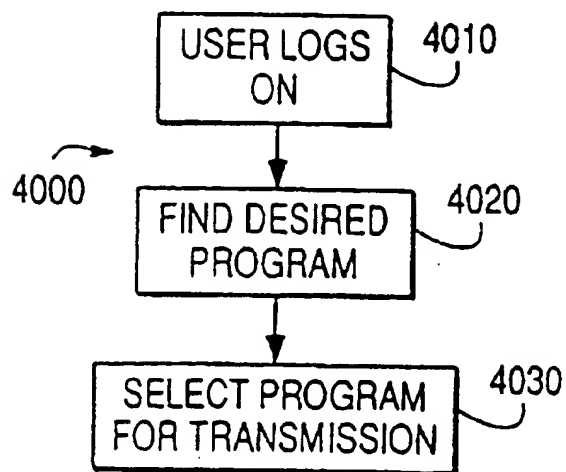 USER LOGS
ON
4010
4000
FIND DESIRED
PROGRAM
4020
SELECT PROGRAM
FOR TRANSMISSION
4030